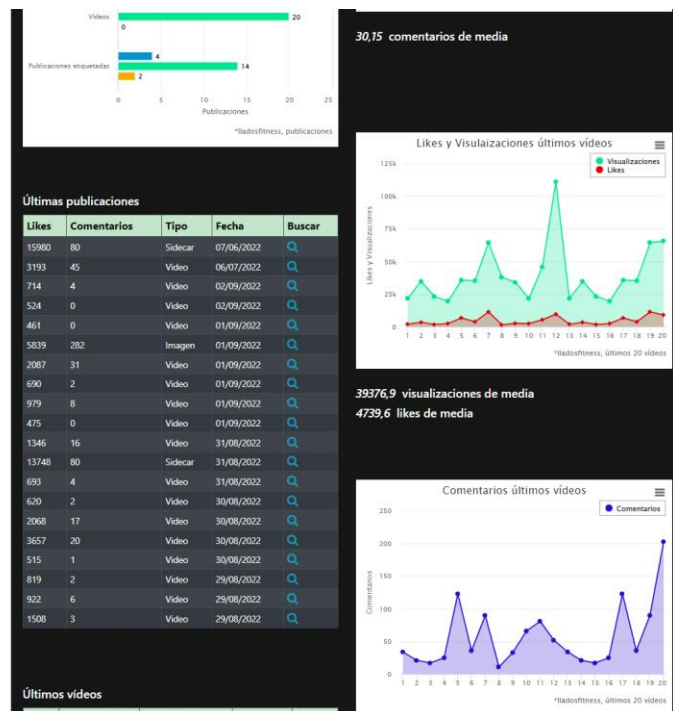 Vídeos 20
0
Publicaciones etiquetadas 4
14
2
0 5 10 15 20 25
Publicaciones
*lladosfitness, publicaciones
Últimas publicaciones
Likes Comentarios Tipo Fecha Buscar
15980 80 Sidecar 07/06/2022
3193 45 Video 06/07/2022
714 4 Video 02/09/2022
524 0 Video 02/09/2022
461 0 Video 01/09/2022
5839 282 Imagen 01/09/2022
2087 31 Video 01/09/2022
690 2 Video 01/09/2022
979 8 Video 01/09/2022
475 0 Video 01/09/2022
1346 16 Video 31/08/2022
13748 80 Sidecar 31/08/2022
693 4 Video 31/08/2022
620 2 Video 30/08/2022
2068 17 Video 30/08/2022
3657 20 Video 30/08/2022
515 1 Video 30/08/2022
819 2 Video 29/08/2022
922 6 Video 29/08/2022
1508 3 Video 29/08/2022
Últimos vídeos
30,15 comentarios de media
Likes y Visulaizaciones últimos vídeos
Visualizaciones
Likes
125k
100k
75k
50k
25k
0
Likes y Visualizaciones
1 2 3 4 5 6 7 8 9 10 11 12 13 14 15 16 17 18 19 20
*lladosfitness, últimos 20 vídeos
39376,9 visualizaciones de media
4739,6 likes de media
Comentarios últimos vídeos
Comentarios
250
200
150
100
50
0
Comentarios
1 2 3 4 5 6 7 8 9 10 11 12 13 14 15 16 17 18 19 20
*lladosfitness, últimos 20 vídeos